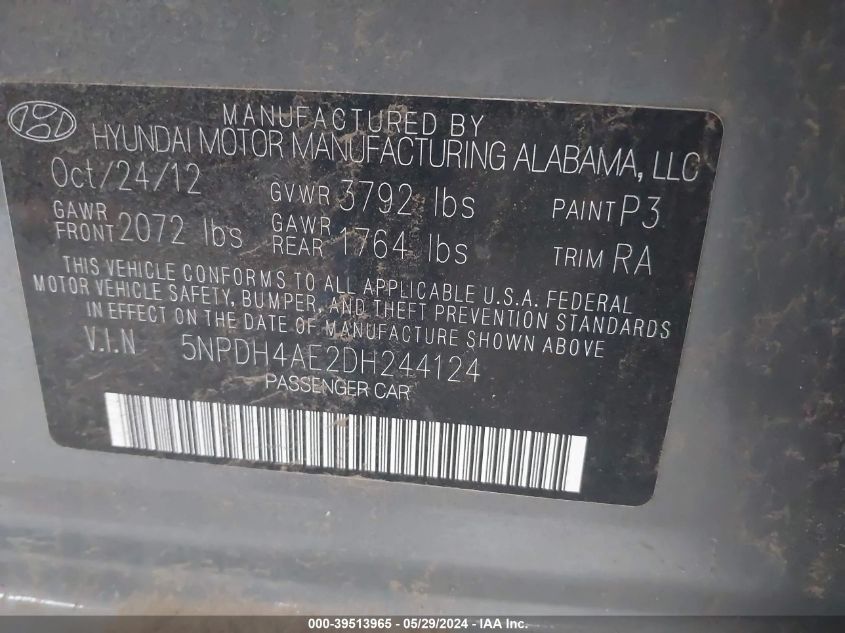 MANUFACTURED BY
HYUNDAI MOTOR MANUFACTURING ALABAMA, LLC
Oct/24/12 GVWR 3792 lbs PAINT P3
GAWR FRONT 2072 lbs GAWR REAR 1764 lbs TRIM RA
THIS VEHICLE CONFORMS TO ALL APPLICABLE U.S.A. FEDERAL
MOTOR VEHICLE SAFETY, BUMPER, AND THEFT PREVENTION STANDARDS
IN EFFECT ON THE DATE OF MANUFACTURE SHOWN ABOVE
V.I.N 5NPDH4AE2DH244124
PASSENGER CAR
000-39513965 - 05/29/2024 - IAA Inc.